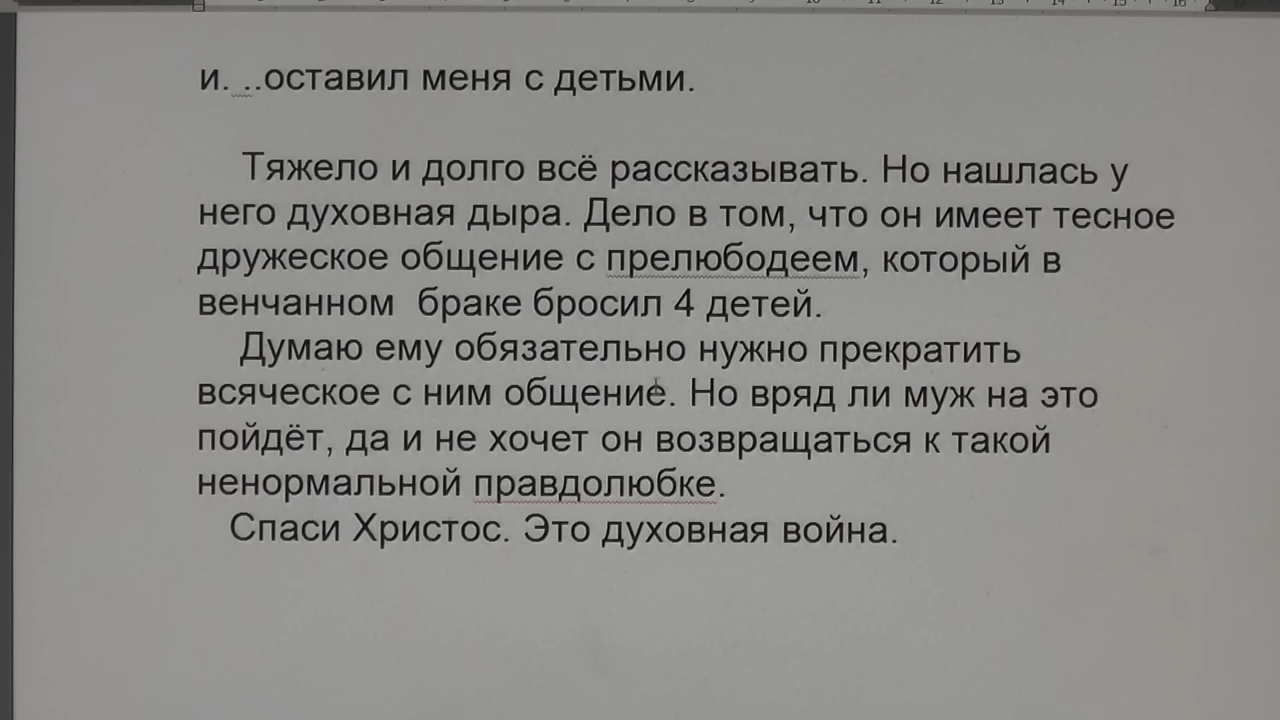 и. ..оставил меня с детьми.
Тяжело и долго всё рассказывать. Но нашлась у
него духовная дыра. Дело в том, что он имеет тесное
дружеское общение с прелюбодеем, который в
венчанном  браке бросил 4 детей.
Думаю ему обязательно нужно прекратить
всяческое с ним общение. Но вряд ли муж на это
пойдёт, да и не хочет он возвращаться к такой
ненормальной правдолюбке.
Спаси Христос. Это духовная война.